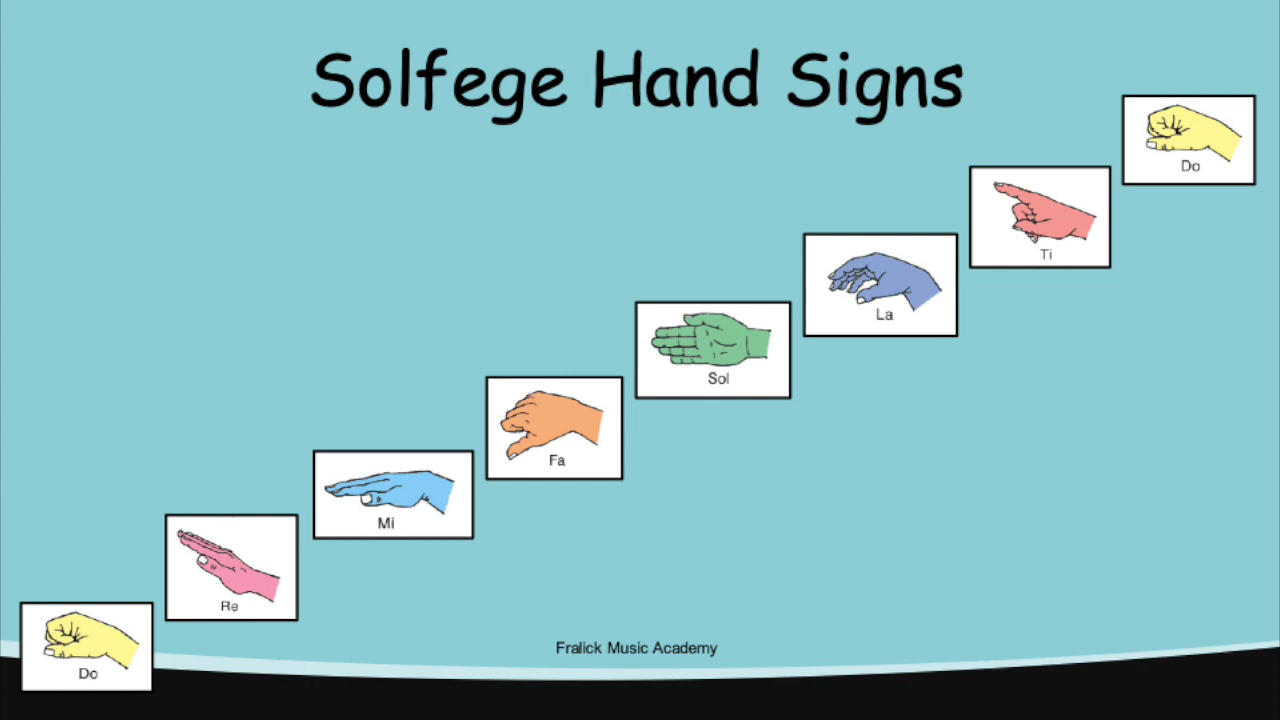 Solfege Hand Signs
Do
Ti
La
Sol
Fa
Mi
Re
Do
Fralick Music Academy